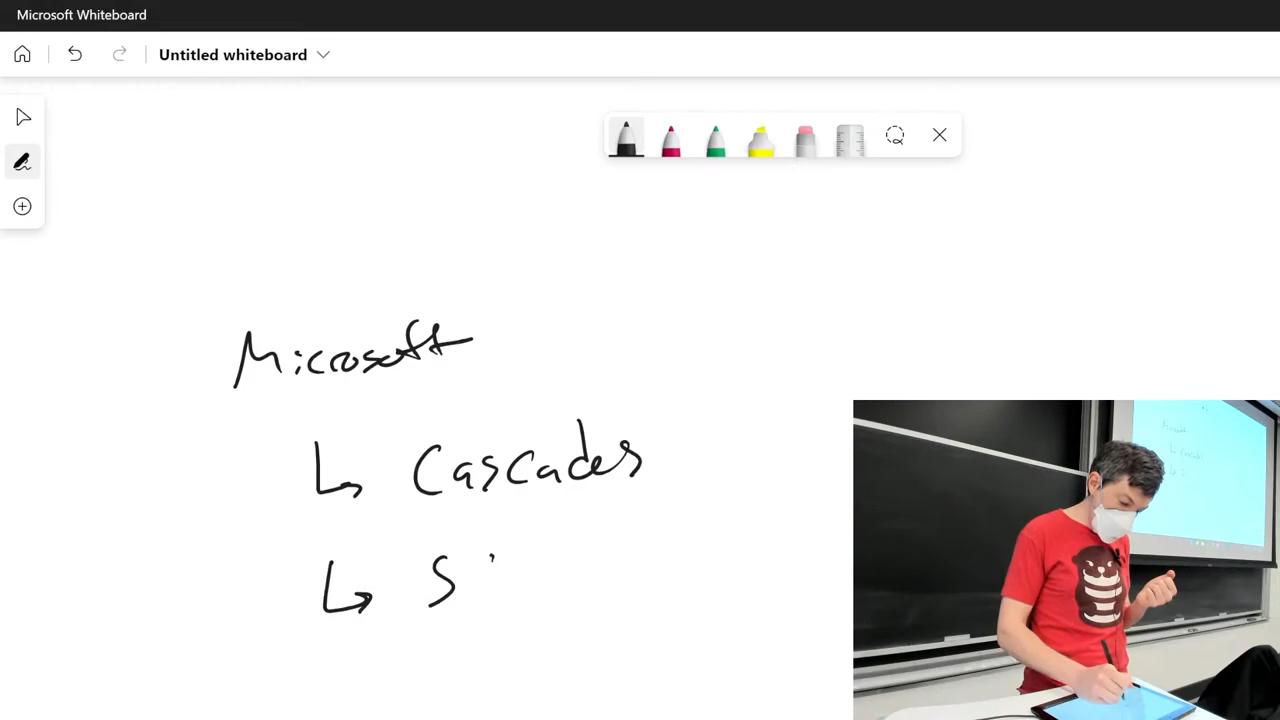 Microsoft Whiteboard
Untitled whiteboard
Microsoft
↳ Cascades
↳ S